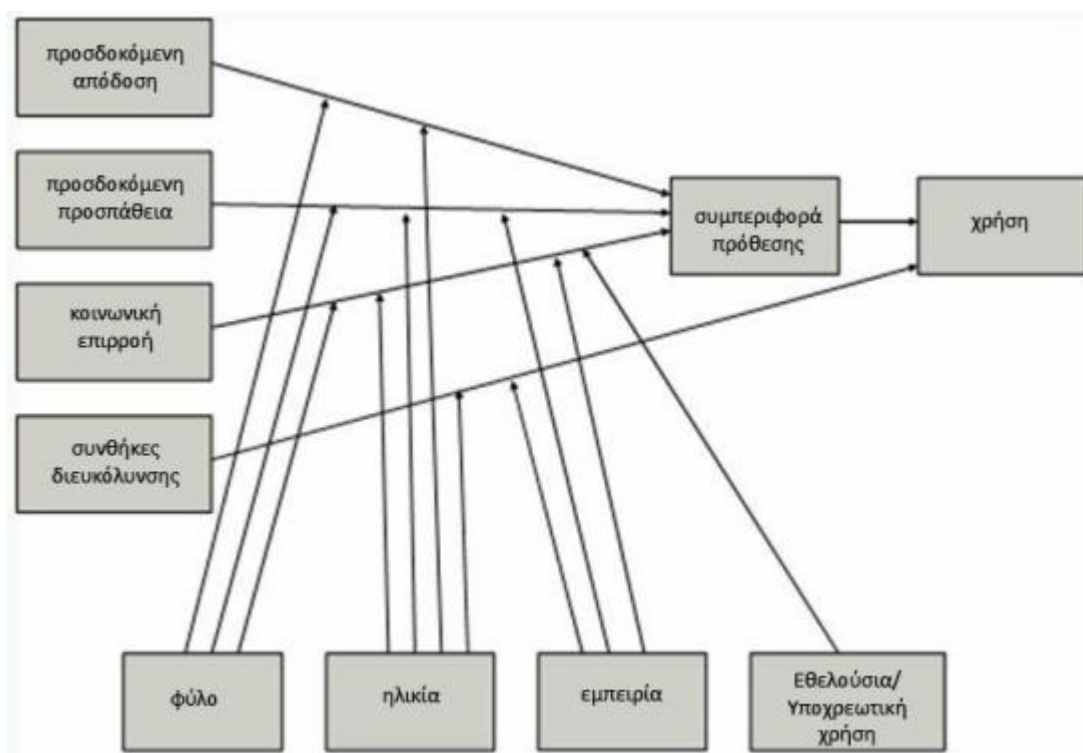 προσδοκόμενη
απόδοση
προσδοκόμενη
προσπάθεια
κοινωνική
επιρροή
συνθήκες
διευκόλυνσης
συμπεριφορά
πρόθεσης
χρήση
φύλο
ηλικία
εμπειρία
Εθελούσια/
Υποχρεωτική
χρήση